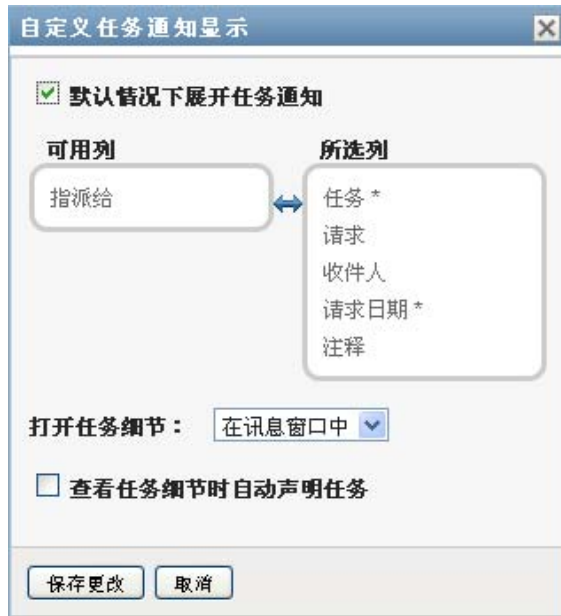 自定义任务通知显示
默认情况下展开任务通知
可用列
所选列
指派给
任务 *
请求
收件人
请求日期 *
注释
打开任务细节：
在讯息窗口中
查看任务细节时自动声明任务
保存更改
取消